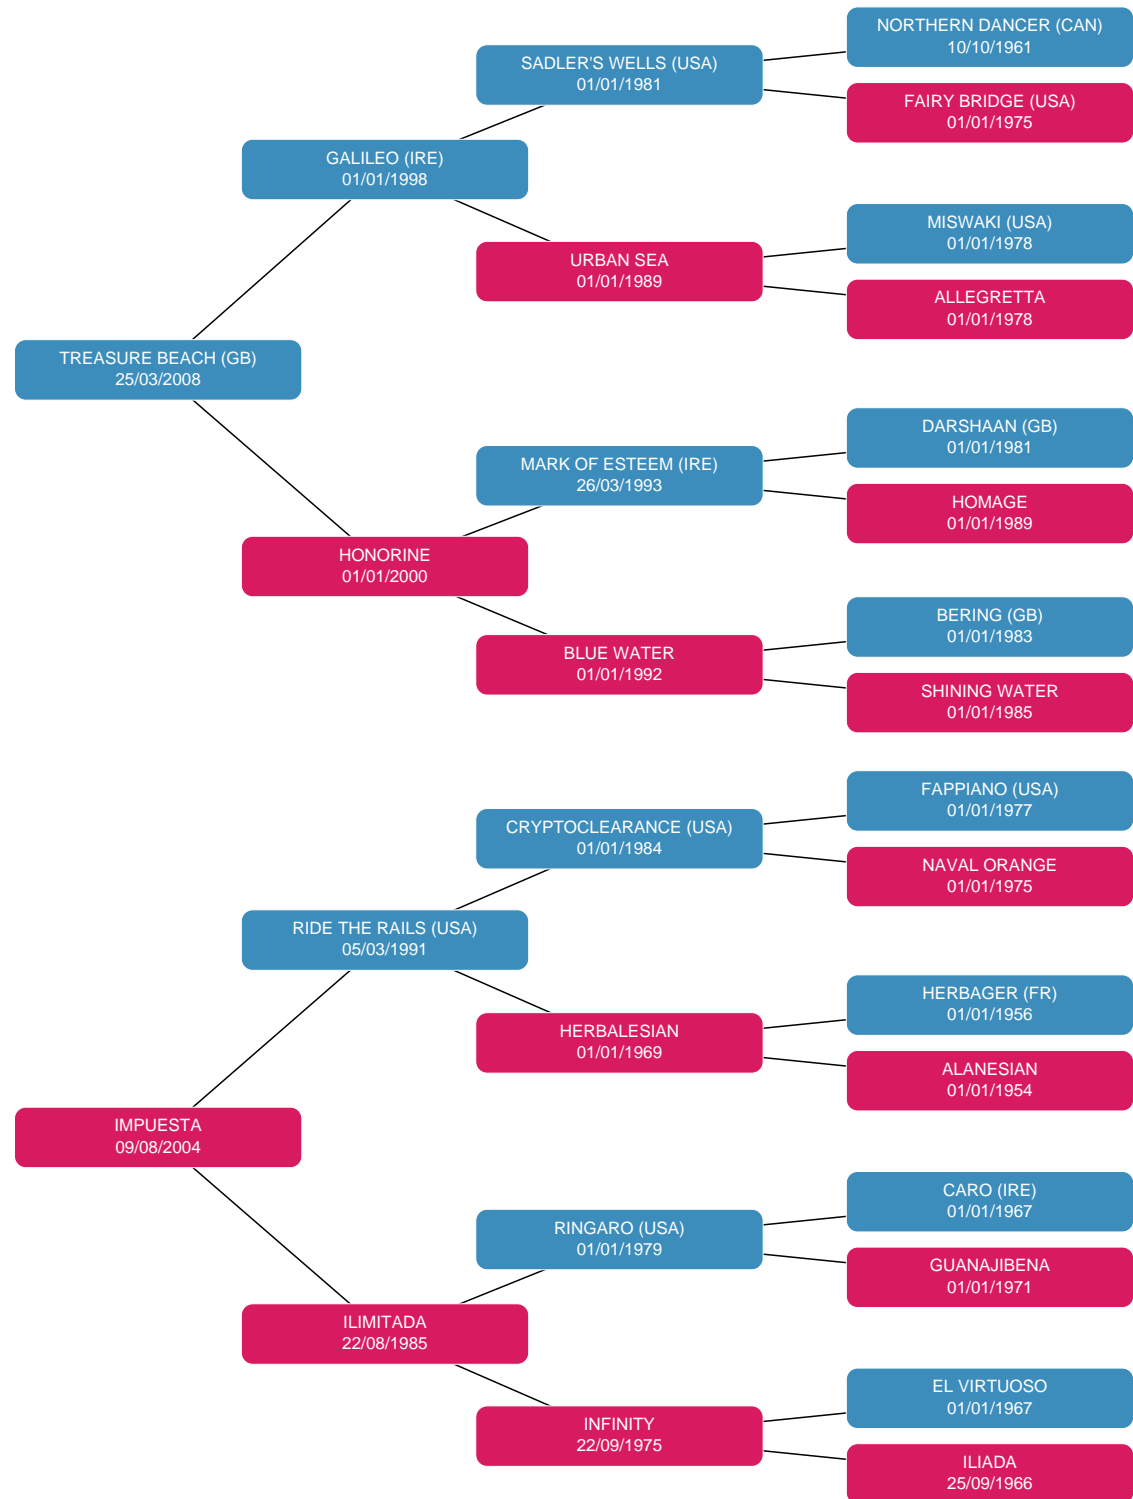 NORTHERN DANCER (CAN)
10/10/1961
SADLER'S WELLS (USA)
01/01/1981
FAIRY BRIDGE (USA)
01/01/1975
GALILEO (IRE)
01/01/1998
MISWAKI (USA)
01/01/1978
URBAN SEA
01/01/1989
ALLEGRETTA
01/01/1978
TREASURE BEACH (GB)
25/03/2008
DARSHAAN (GB)
01/01/1981
MARK OF ESTEEM (IRE)
26/03/1993
HOMAGE
01/01/1989
HONORINE
01/01/2000
BERING (GB)
01/01/1983
BLUE WATER
01/01/1992
SHINING WATER
01/01/1985
FAPPIANO (USA)
01/01/1977
CRYPTOCLEARANCE (USA)
01/01/1984
NAVAL ORANGE
01/01/1975
RIDE THE RAILS (USA)
05/03/1991
HERBAGER (FR)
01/01/1956
HERBALESIAN
01/01/1969
ALANESIAN
01/01/1954
IMPUESTA
09/08/2004
CARO (IRE)
01/01/1967
RINGARO (USA)
01/01/1979
GUANAJIBENA
01/01/1971
ILIMITADA
22/08/1985
EL VIRTUOSO
01/01/1967
INFINITY
22/09/1975
ILIADA
25/09/1966